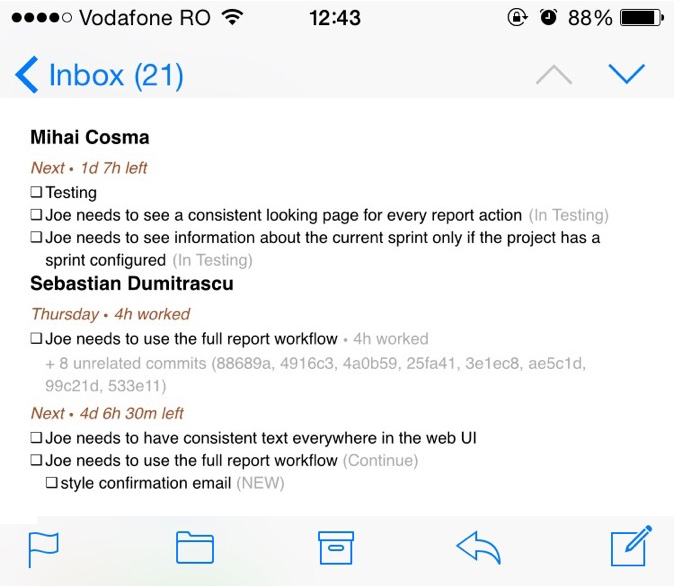 Vodafone RO 12:43 88%
Inbox (21)
Mihai Cosma
Next • 1d 7h left
Testing
Joe needs to see a consistent looking page for every report action (In Testing)
Joe needs to see information about the current sprint only if the project has a
sprint configured (In Testing)
Sebastian Dumitrascu
Thursday • 4h worked
Joe needs to use the full report workflow • 4h worked
+ 8 unrelated commits (88689a, 4916c3, 4a0b59, 25fa41, 3e1ec8, ae5c1d,
99c21d, 533e11)
Next • 4d 6h 30m left
Joe needs to have consistent text everywhere in the web UI
Joe needs to use the full report workflow (Continue)
style confirmation email (NEW)